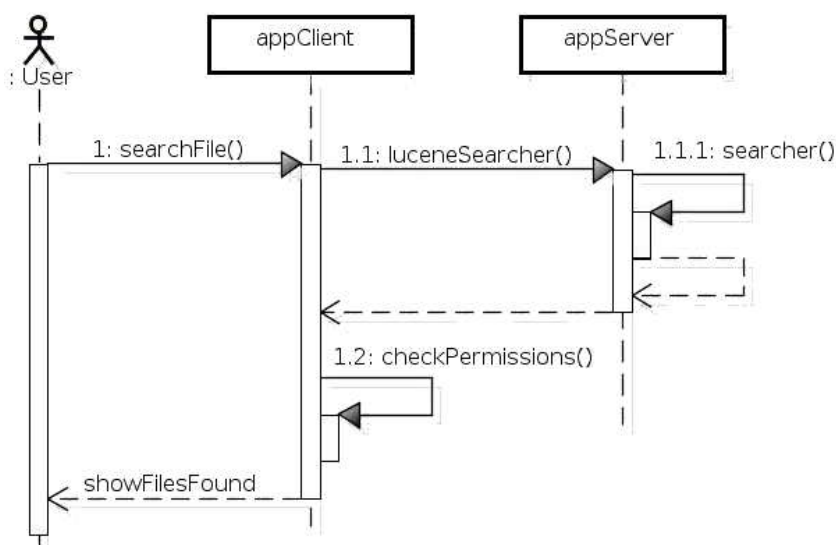 appClient
appServer
: User
1: searchFile()
1.1: luceneSearcher()
1.1.1: searcher()
1.2: checkPermissions()
showFilesFound